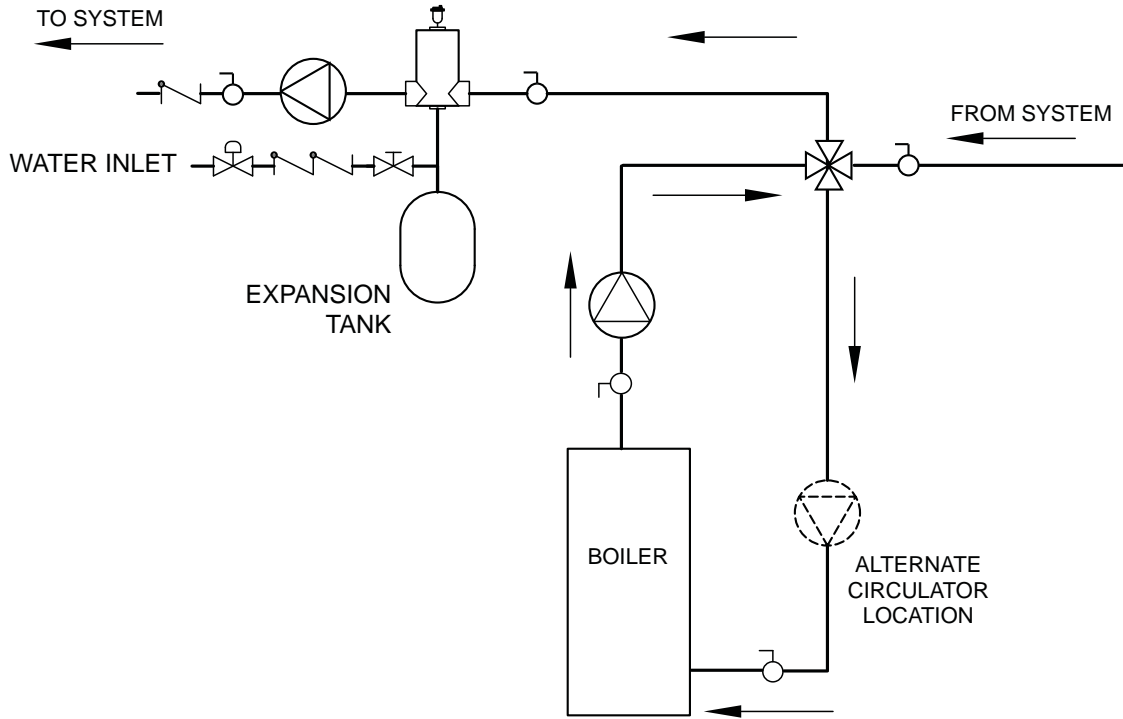 TO SYSTEM
FROM SYSTEM
WATER INLET
EXPANSION
TANK
BOILER
ALTERNATE
CIRCULATOR
LOCATION